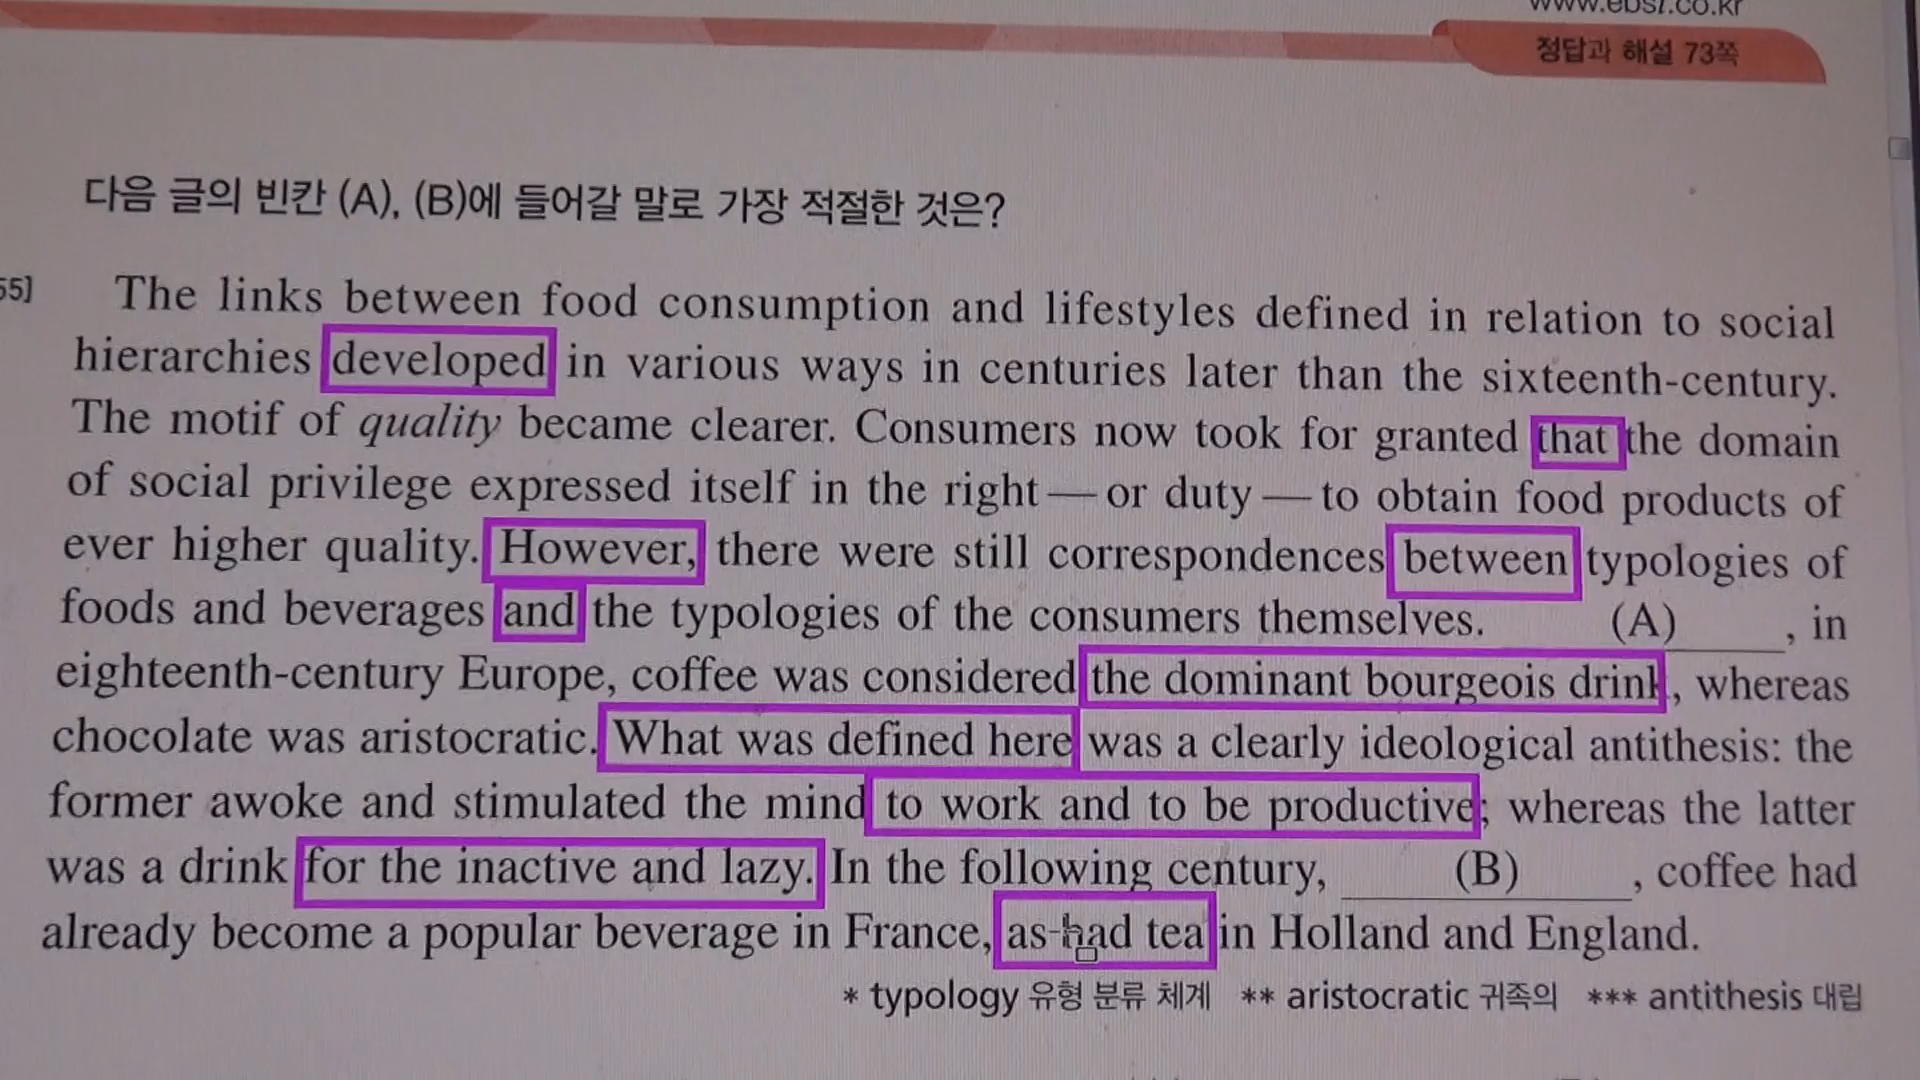 www.ebsi.co.kr
정답과 해설 73쪽
다음 글의 빈칸 (A), (B)에 들어갈 말로 가장 적절한 것은?
55] The links between food consumption and lifestyles defined in relation to social
hierarchies developed in various ways in centuries later than the sixteenth-century.
The motif of quality became clearer. Consumers now took for granted that the domain
of social privilege expressed itself in the right — or duty — to obtain food products of
ever higher quality. However, there were still correspondences between typologies of
foods and beverages and the typologies of the consumers themselves. (A) , in
eighteenth-century Europe, coffee was considered the dominant bourgeois drink, whereas
chocolate was aristocratic. What was defined here was a clearly ideological antithesis: the
former awoke and stimulated the mind to work and to be productive; whereas the latter
was a drink for the inactive and lazy. In the following century, (B) , coffee had
already become a popular beverage in France, as had tea in Holland and England.
* typology 유형 분류 체계 ** aristocratic 귀족의 *** antithesis 대립